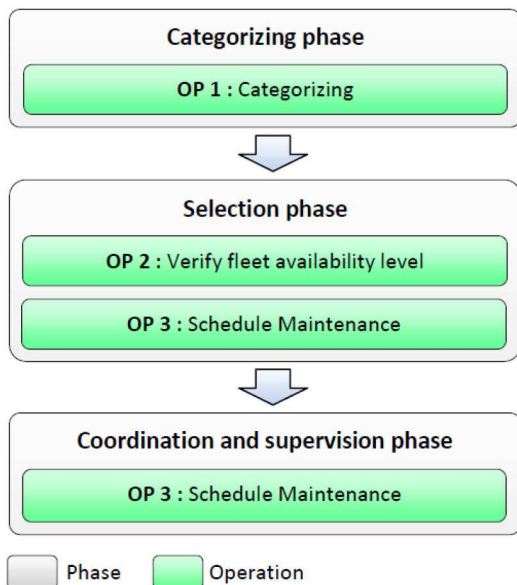 Categorizing phase
OP 1 : Categorizing
Selection phase
OP 2 : Verify fleet availability level
OP 3 : Schedule Maintenance
Coordination and supervision phase
OP 3 : Schedule Maintenance
Phase
Operation